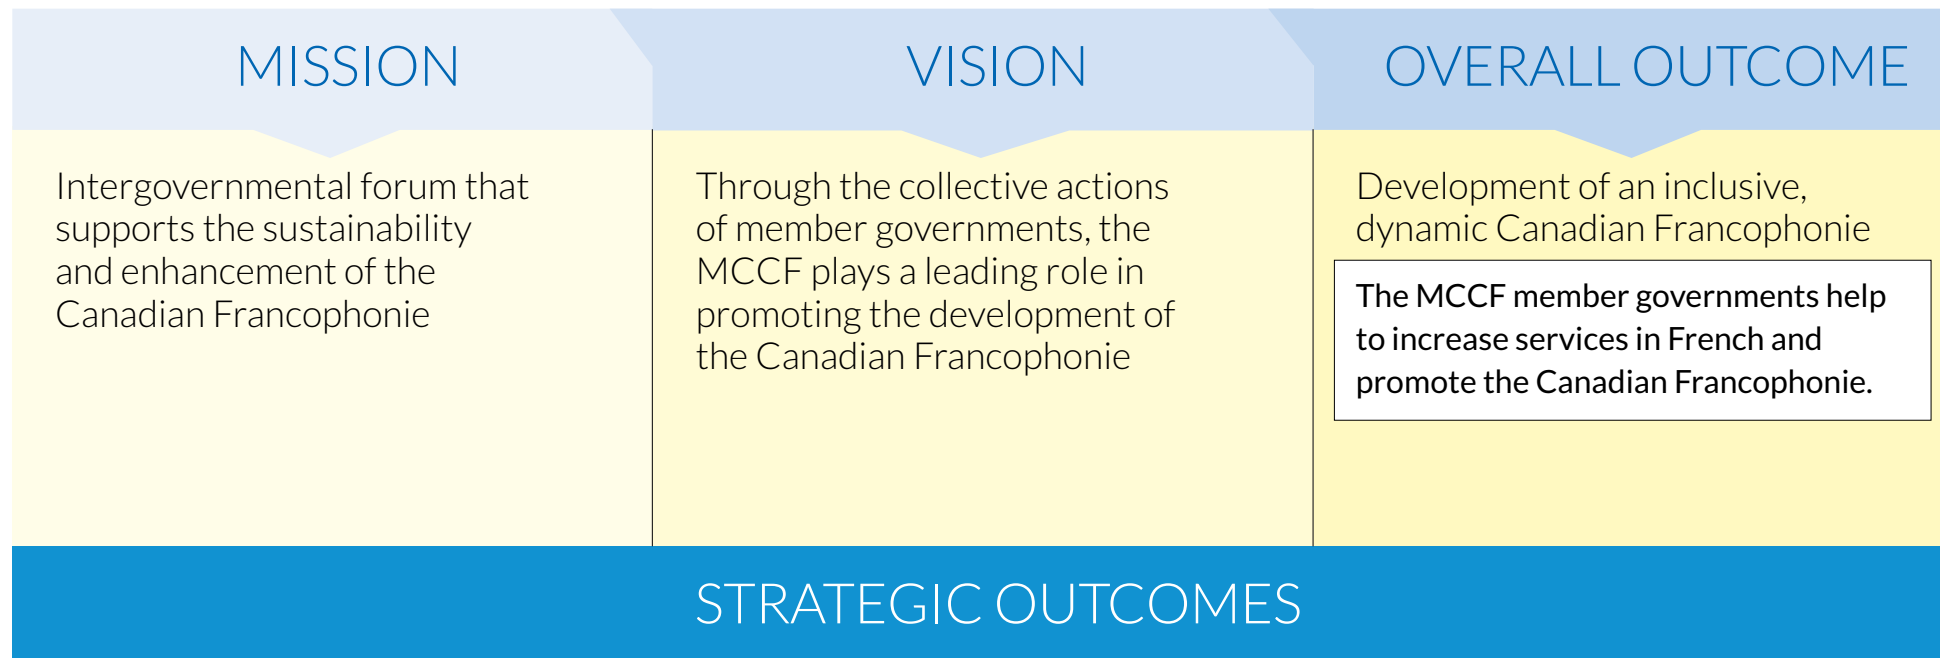 MISSION
Intergovernmental forum that
supports the sustainability
and enhancement of the
Canadian Francophonie
VISION
Through the collective actions
of member governments, the
MCCF plays a leading role in
promoting the development of
the Canadian Francophonie
OVERALL OUTCOME
Development of an inclusive,
dynamic Canadian Francophonie
The MCCF member governments help
to increase services in French and
promote the Canadian Francophonie.
STRATEGIC OUTCOMES